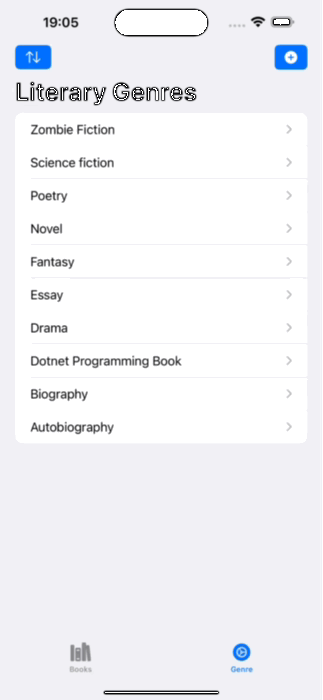 19:05
Literary Genres
Zombie Fiction
Science fiction
Poetry
Novel
Fantasy
Essay
Drama
Dotnet Programming Book
Biography
Autobiography
Books
Genre